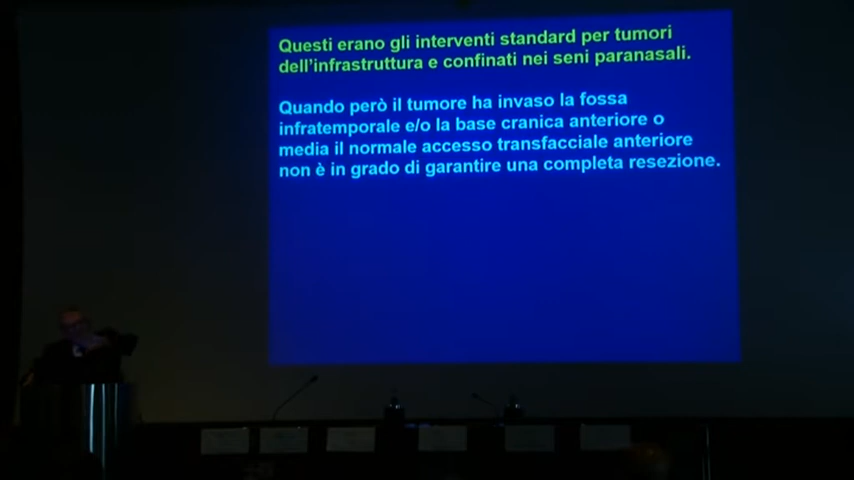 Questi erano gli interventi standard per tumori
dell'infrastruttura e confinati nei seni paranasali.
Quando però il tumore ha invaso la fossa
infratemporale e/o la base cranica anteriore o
media il normale accesso transfacciale anteriore
non è in grado di garantire una completa resezione.